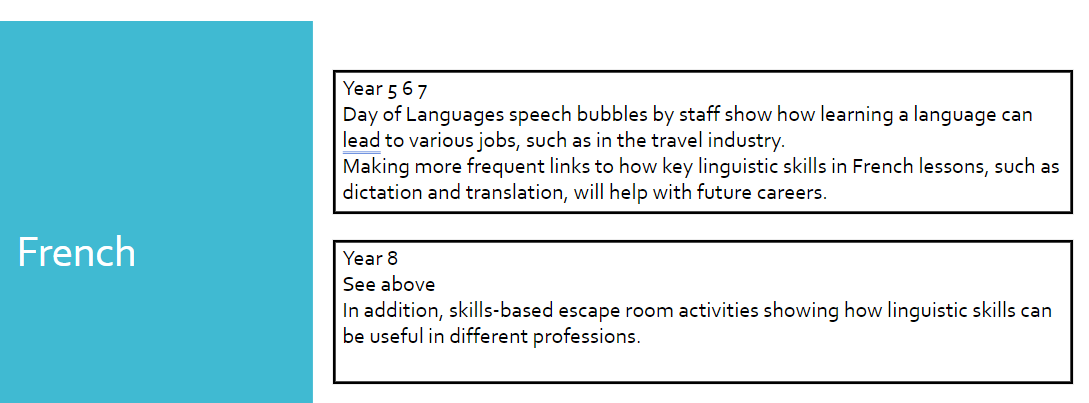 French
Year 5 6 7
Day of Languages speech bubbles by staff show how learning a language can
lead to various jobs, such as in the travel industry.
Making more frequent links to how key linguistic skills in French lessons, such as
dictation and translation, will help with future careers.
Year 8
See above
In addition, skills-based escape room activities showing how linguistic skills can
be useful in different professions.